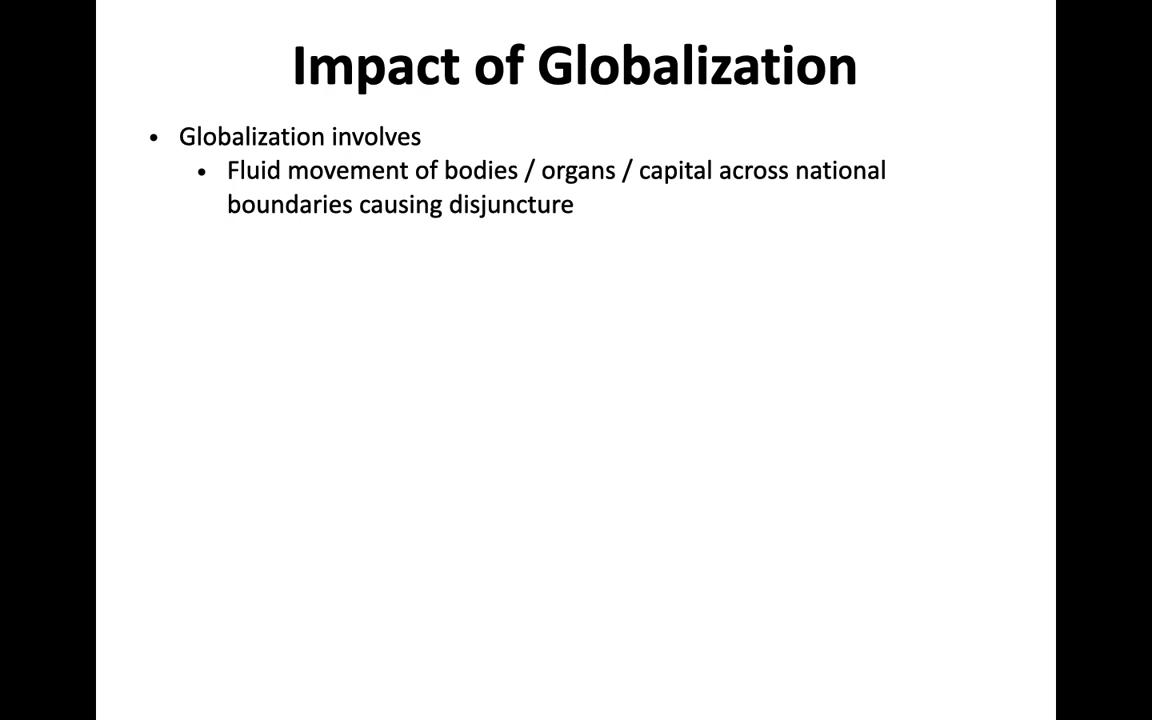 Impact of Globalization
• Globalization involves
• Fluid movement of bodies / organs / capital across national
boundaries causing disjuncture